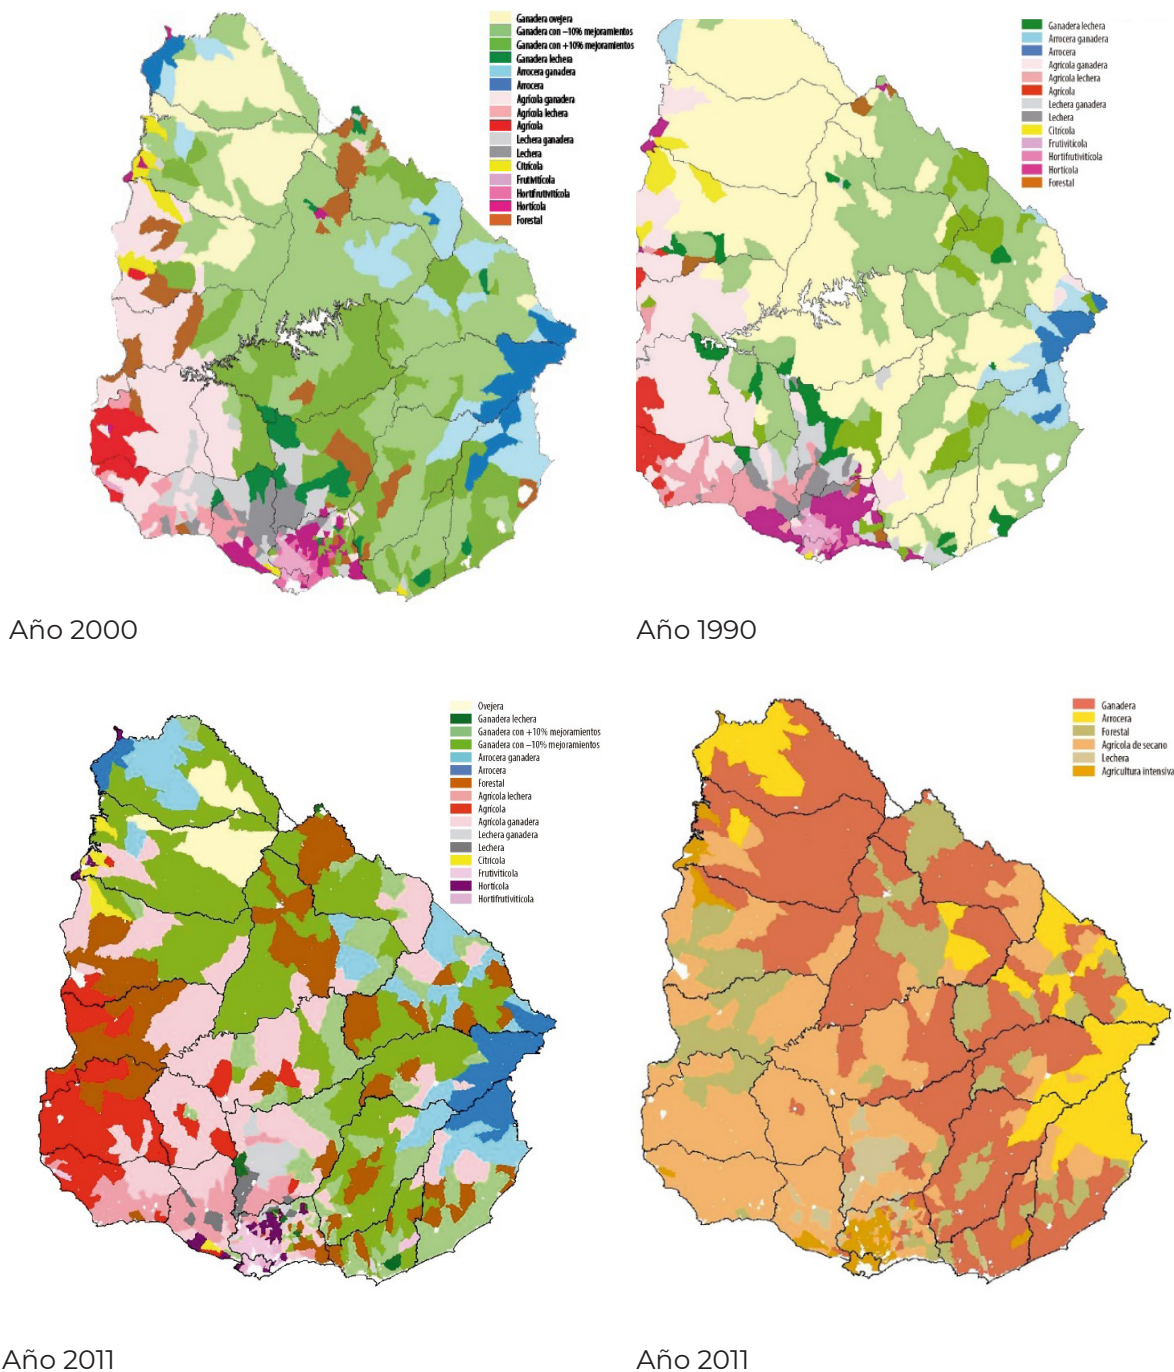 Ganadera ovejera
Ganadera con –10% mejoramientos
Ganadera con +10% mejoramientos
Ganadera lechera
Arrocera ganadera
Arrocera
Agrícola ganadera
Agrícola lechera
Agrícola
Lechera ganadera
Lechera
Citrícola
Frutivitícola
Hortifrutivitícola
Hortícola
Forestal
Ganadera lechera
Arrocera ganadera
Arrocera
Agrícola ganadera
Agrícola lechera
Agrícola
Lechera ganadera
Lechera
Citrícola
Frutivitícola
Hortifrutivitícola
Hortícola
Forestal
Año 2000
Año 1990
Ovejera
Ganadera lechera
Ganadera con +10% mejoramientos
Ganadera con –10% mejoramientos
Arrocera ganadera
Arrocera
Forestal
Agrícola lechera
Agrícola
Agrícola ganadera
Lechera ganadera
Lechera
Citrícola
Frutivitícola
Hortícola
Hortifrutivitícola
Ganadera
Arrocera
Forestal
Agrícola de secano
Lechera
Agricultura intensiva
Año 2011
Año 2011